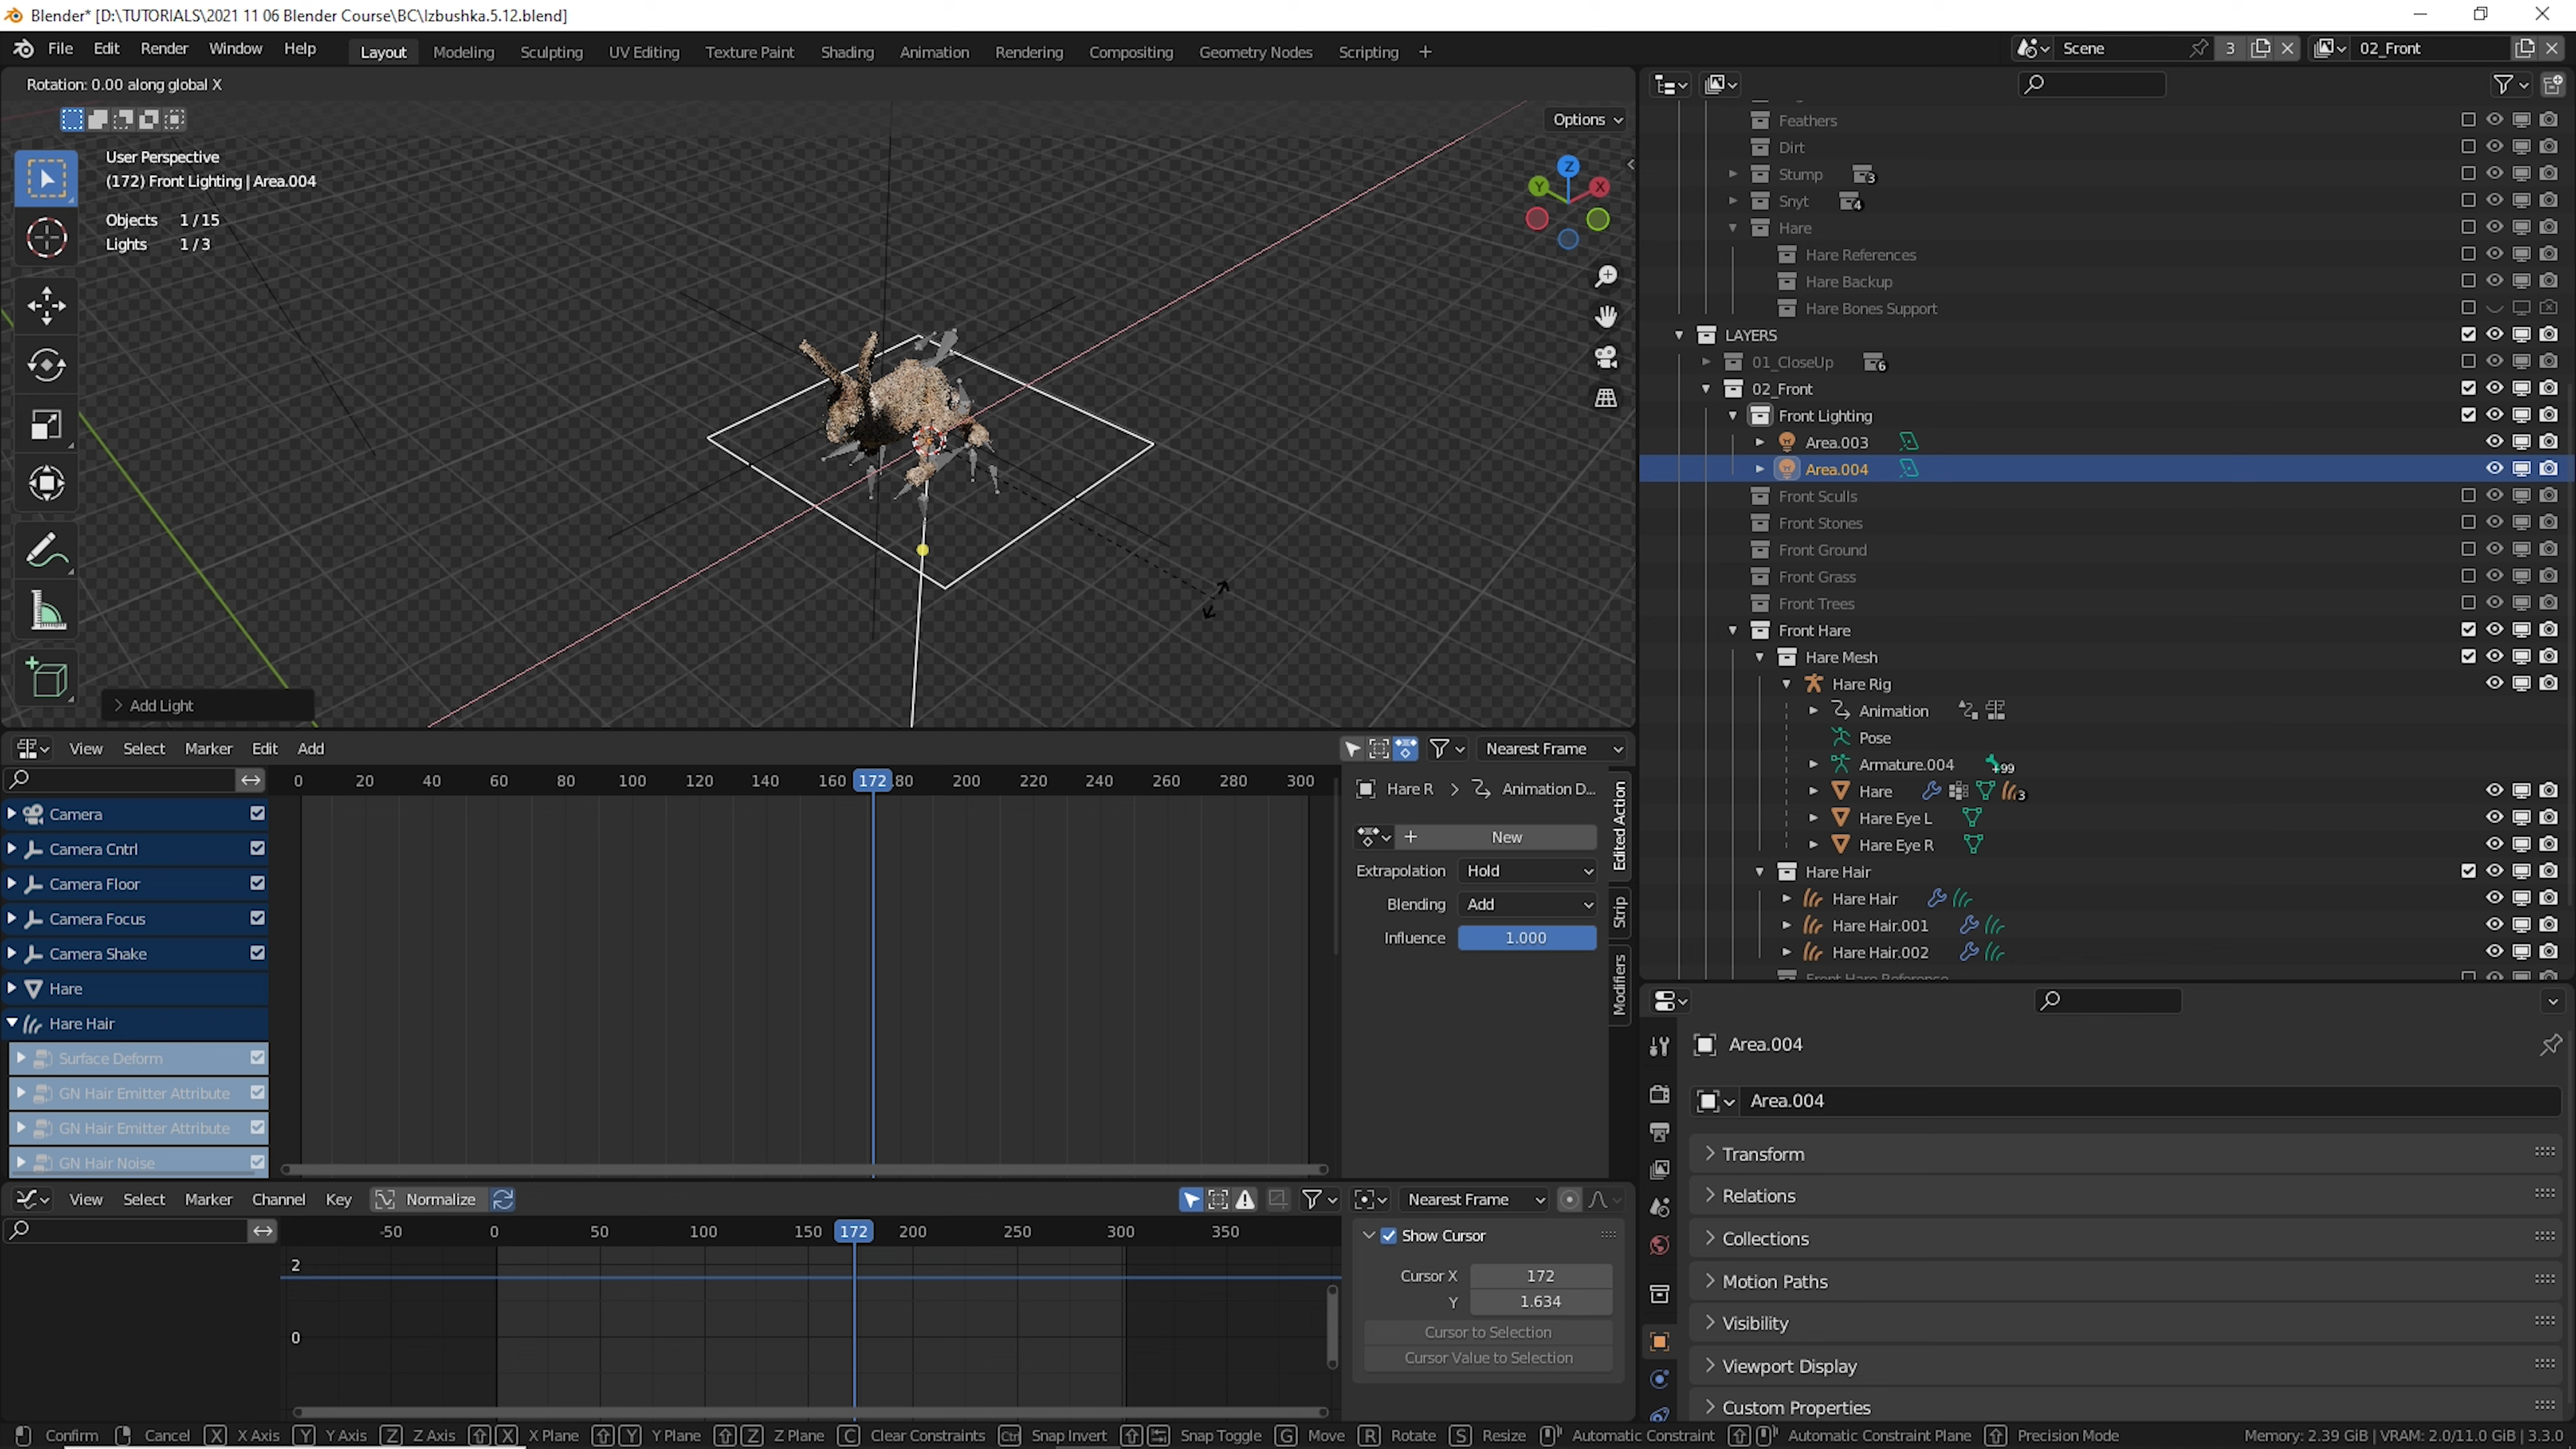 Blender* [D:\TUTORIALS\2021 11 06 Blender Course\BC\Izbushka.5.12.blend]
File Edit Render Window Help Layout Modeling Sculpting UV Editing Texture Paint Shading Animation Rendering Compositing Geometry Nodes Scripting + Scene 3 02_Front
Rotation: 0.00 along global X
Options
User Perspective
(172) Front Lighting | Area.004
Objects 1/15
Lights 1/3
Z
Y
X
Add Light
Feathers
Dirt
Stump 3
Snyt 4
Hare
Hare References
Hare Backup
Hare Bones Support
LAYERS
01_CloseUp 6
02_Front
Front Lighting
Area.003
Area.004
Front Sculls
Front Stones
Front Ground
Front Grass
Front Trees
Front Hare
Hare Mesh
Hare Rig
Animation
Pose
Armature.004 +99
Hare 3
Hare Eye L
Hare Eye R
Hare Hair
Hare Hair
Hare Hair.001
Hare Hair.002
Front Hare Reference
View Select Marker Edit Add Nearest Frame
0 20 40 60 80 100 120 140 160 172 80 200 220 240 260 280 300
Camera
Camera Cntrl
Camera Floor
Camera Focus
Camera Shake
Hare
Hare Hair
Surface Deform
GN Hair Emitter Attribute
GN Hair Emitter Attribute
GN Hair Noise
Hare R > Animation D...
+ New
Extrapolation Hold
Blending Add
Influence 1.000
Edited Action
Strip
Modifiers
View Select Marker Channel Key Normalize Nearest Frame
-50 0 50 100 150 172 200 250 300 350
2
0
Show Cursor
Cursor X 172
Y 1.634
Cursor to Selection
Cursor Value to Selection
Area.004
Area.004
Transform
Relations
Collections
Motion Paths
Visibility
Viewport Display
Custom Properties
Confirm Cancel X X Axis Y Y Axis Z Z Axis X X Plane Y Y Plane Z Z Plane C Clear Constraints Ctrl Snap Invert Snap Toggle G Move R Rotate S Resize Automatic Constraint Automatic Constraint Plane Precision Mode Memory: 2.39 GiB | VRAM: 2.0/11.0 GiB | 3.3.0